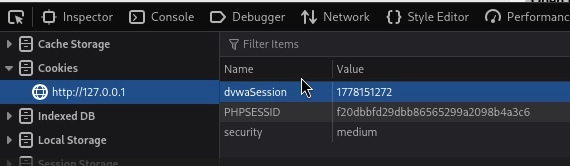 Inspector Console Debugger Network Style Editor Performanc
Cache Storage
Filter Items
Cookies
Name Value
http://127.0.0.1
dvwaSession 1778151272
Indexed DB
PHPSESSID f20dbbfd29dbb86565299a2098b4a3c6
security medium
Local Storage
Session Storage